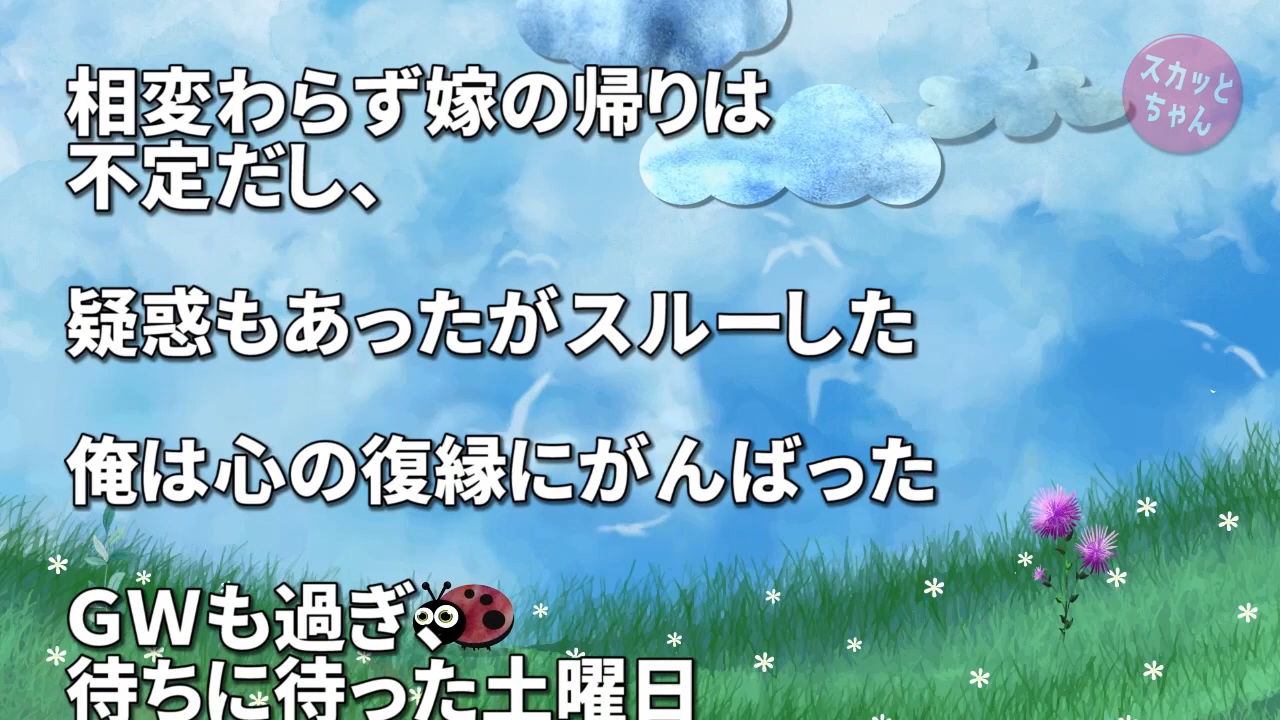 相変わらず嫁の帰りは
不定だし、
疑惑もあったがスルーした
俺は心の復縁にがんばった
ＧＷも過ぎ、
待ちに待った土曜日
スカッと
ちゃん